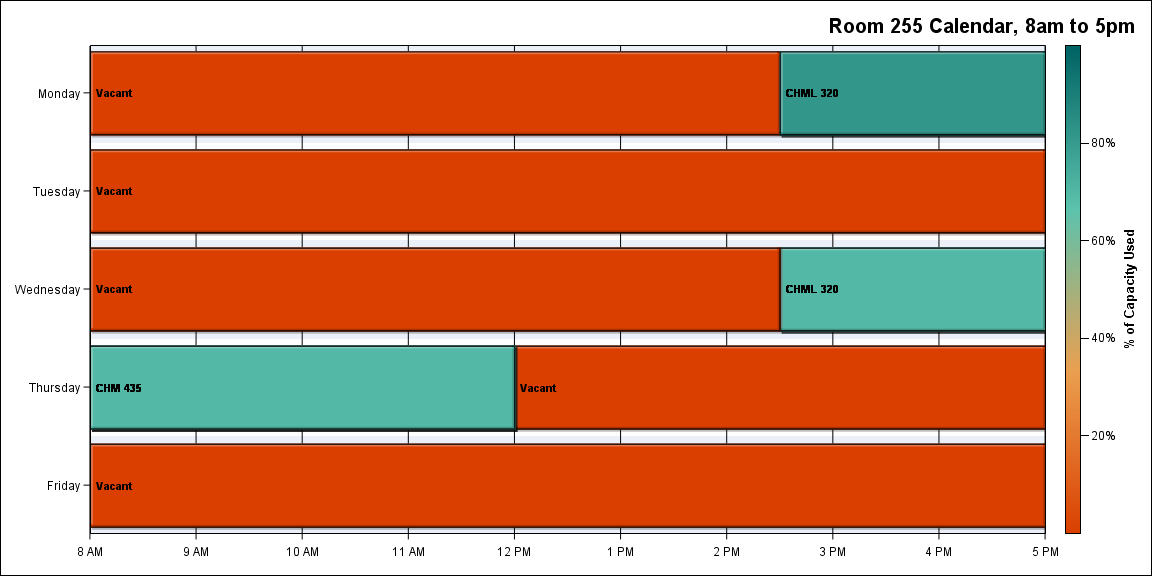 Room 255 Calendar, 8am to 5pm
Monday
Vacant
CHML 320
Tuesday
Vacant
Wednesday
Vacant
CHML 320
Thursday
CHM 435
Vacant
Friday
Vacant
8 AM
9 AM
10 AM
11 AM
12 PM
1 PM
2 PM
3 PM
4 PM
5 PM
80%
60%
40%
20%
% of Capacity Used